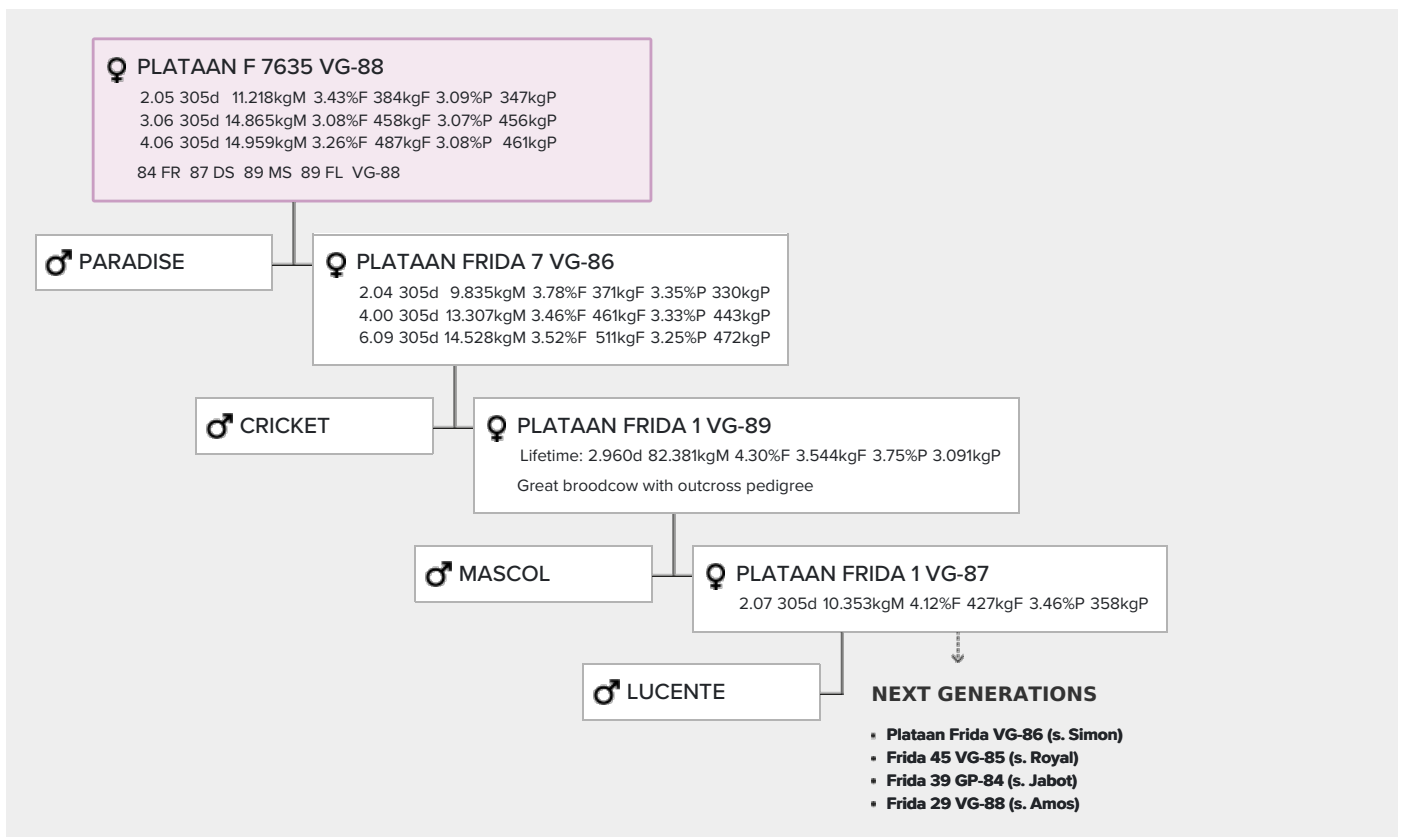 PLATAAN F 7635 VG-88
2.05 305d 11.218kgM 3.43%F 384kgF 3.09%P 347kgP
3.06 305d 14.865kgM 3.08%F 458kgF 3.07%P 456kgP
4.06 305d 14.959kgM 3.26%F 487kgF 3.08%P 461kgP
84 FR 87 DS 89 MS 89 FL VG-88
PARADISE
PLATAAN FRIDA 7 VG-86
2.04 305d 9.835kgM 3.78%F 371kgF 3.35%P 330kgP
4.00 305d 13.307kgM 3.46%F 461kgF 3.33%P 443kgP
6.09 305d 14.528kgM 3.52%F 511kgF 3.25%P 472kgP
CRICKET
PLATAAN FRIDA 1 VG-89
Lifetime: 2.960d 82.381kgM 4.30%F 3.544kgF 3.75%P 3.091kgP
Great broodcow with outcross pedigree
MASCOL
PLATAAN FRIDA 1 VG-87
2.07 305d 10.353kgM 4.12%F 427kgF 3.46%P 358kgP
LUCENTE
NEXT GENERATIONS
• Plataan Frida VG-86 (s. Simon)
• Frida 45 VG-85 (s. Royal)
• Frida 39 GP-84 (s. Jabot)
• Frida 29 VG-88 (s. Amos)